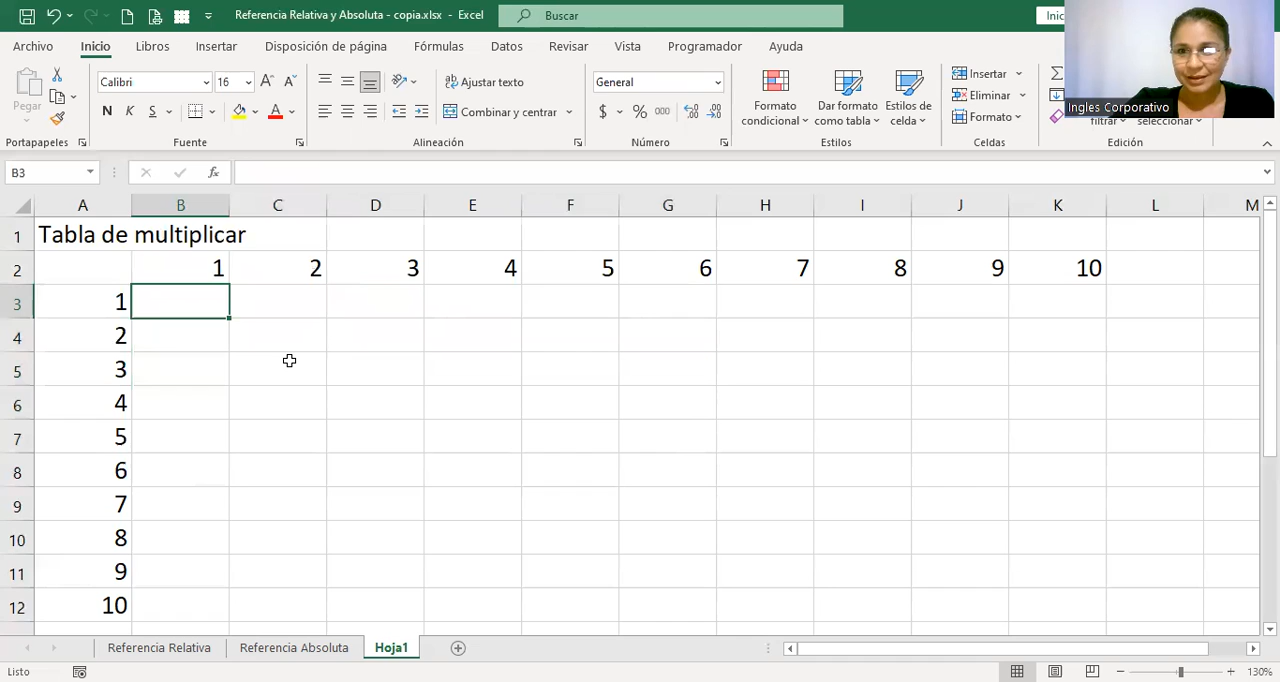 Referencia Relativa y Absoluta - copia.xlsx - Excel
Buscar
Archivo Inicio Libros Insertar Disposición de página Fórmulas Datos Revisar Vista Programador Ayuda
Pegar
Calibri 16
N K S
Ajustar texto
Combinar y centrar
General
$ % 000
Formato condicional
Dar formato como tabla
Estilos de celda
Insertar
Eliminar
Formato
Ingles Corporativo
filtrar seleccionar
Portapapeles Fuente Alineación Número Estilos Celdas Edición
B3 fx
A B C D E F G H I J K L M
1 Tabla de multiplicar
2 1 2 3 4 5 6 7 8 9 10
3 1
4 2
5 3
6 4
7 5
8 6
9 7
10 8
11 9
12 10
Referencia Relativa Referencia Absoluta Hoja1
Listo 130%